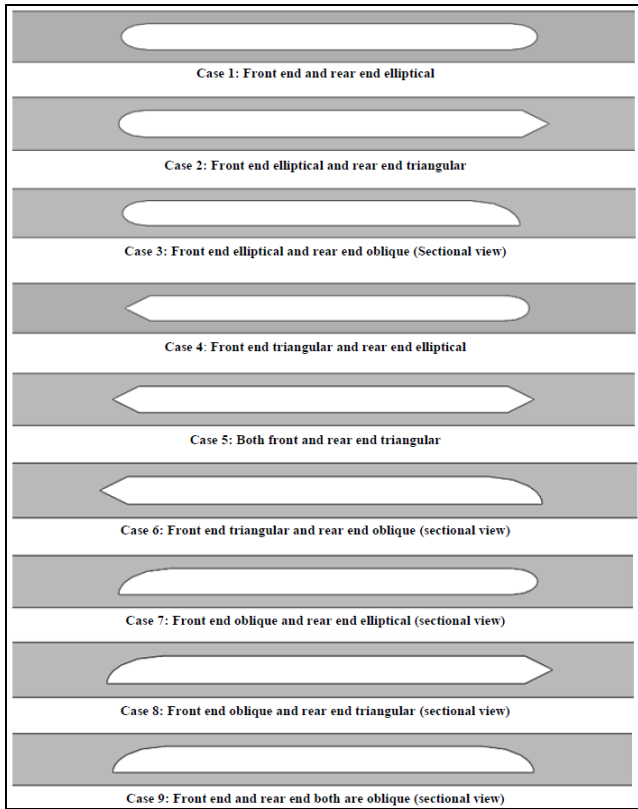 Case 1: Front end and rear end elliptical
Case 2: Front end elliptical and rear end triangular
Case 3: Front end elliptical and rear end oblique (Sectional view)
Case 4: Front end triangular and rear end elliptical
Case 5: Both front and rear end triangular
Case 6: Front end triangular and rear end oblique (sectional view)
Case 7: Front end oblique and rear end elliptical (sectional view)
Case 8: Front end oblique and rear end triangular (sectional view)
Case 9: Front end and rear end both are oblique (sectional view)